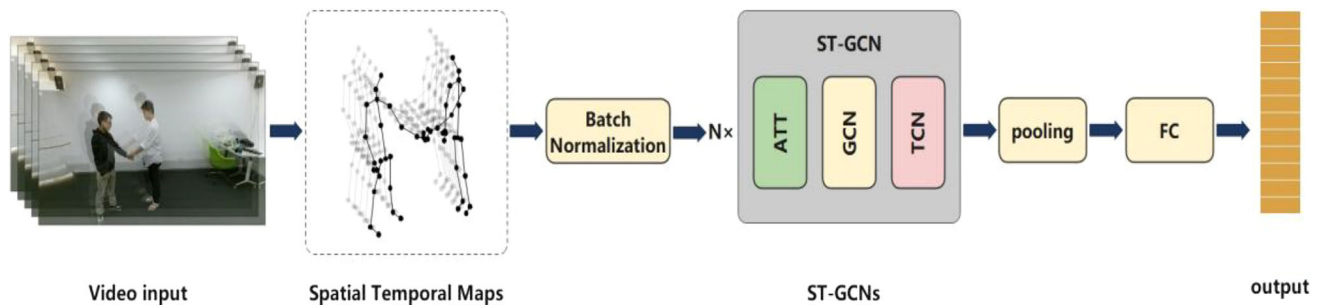 ST-GCN
Batch
Normalization
N×
ATT
GCN
TCN
pooling
FC
Video input
Spatial Temporal Maps
ST-GCNs
output